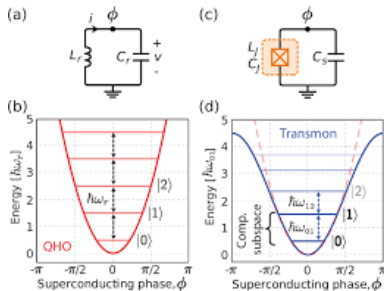 (a)
i
ϕ
L_r
C_r
+
v
-
(c)
ϕ
L_J
C_J
C_S
(b)
Energy [ħω_r]
5
4
3
2
1
0
ħω_r
|2⟩
|1⟩
|0⟩
QHO
-π -π/2 0 π/2 π
Superconducting phase, ϕ
(d)
Energy [ħω_01]
5
4
3
2
1
0
Transmon
Comp. subspace
ħω_12
ħω_01
|2⟩
|1⟩
|0⟩
-π -π/2 0 π/2 π
Superconducting phase, ϕ